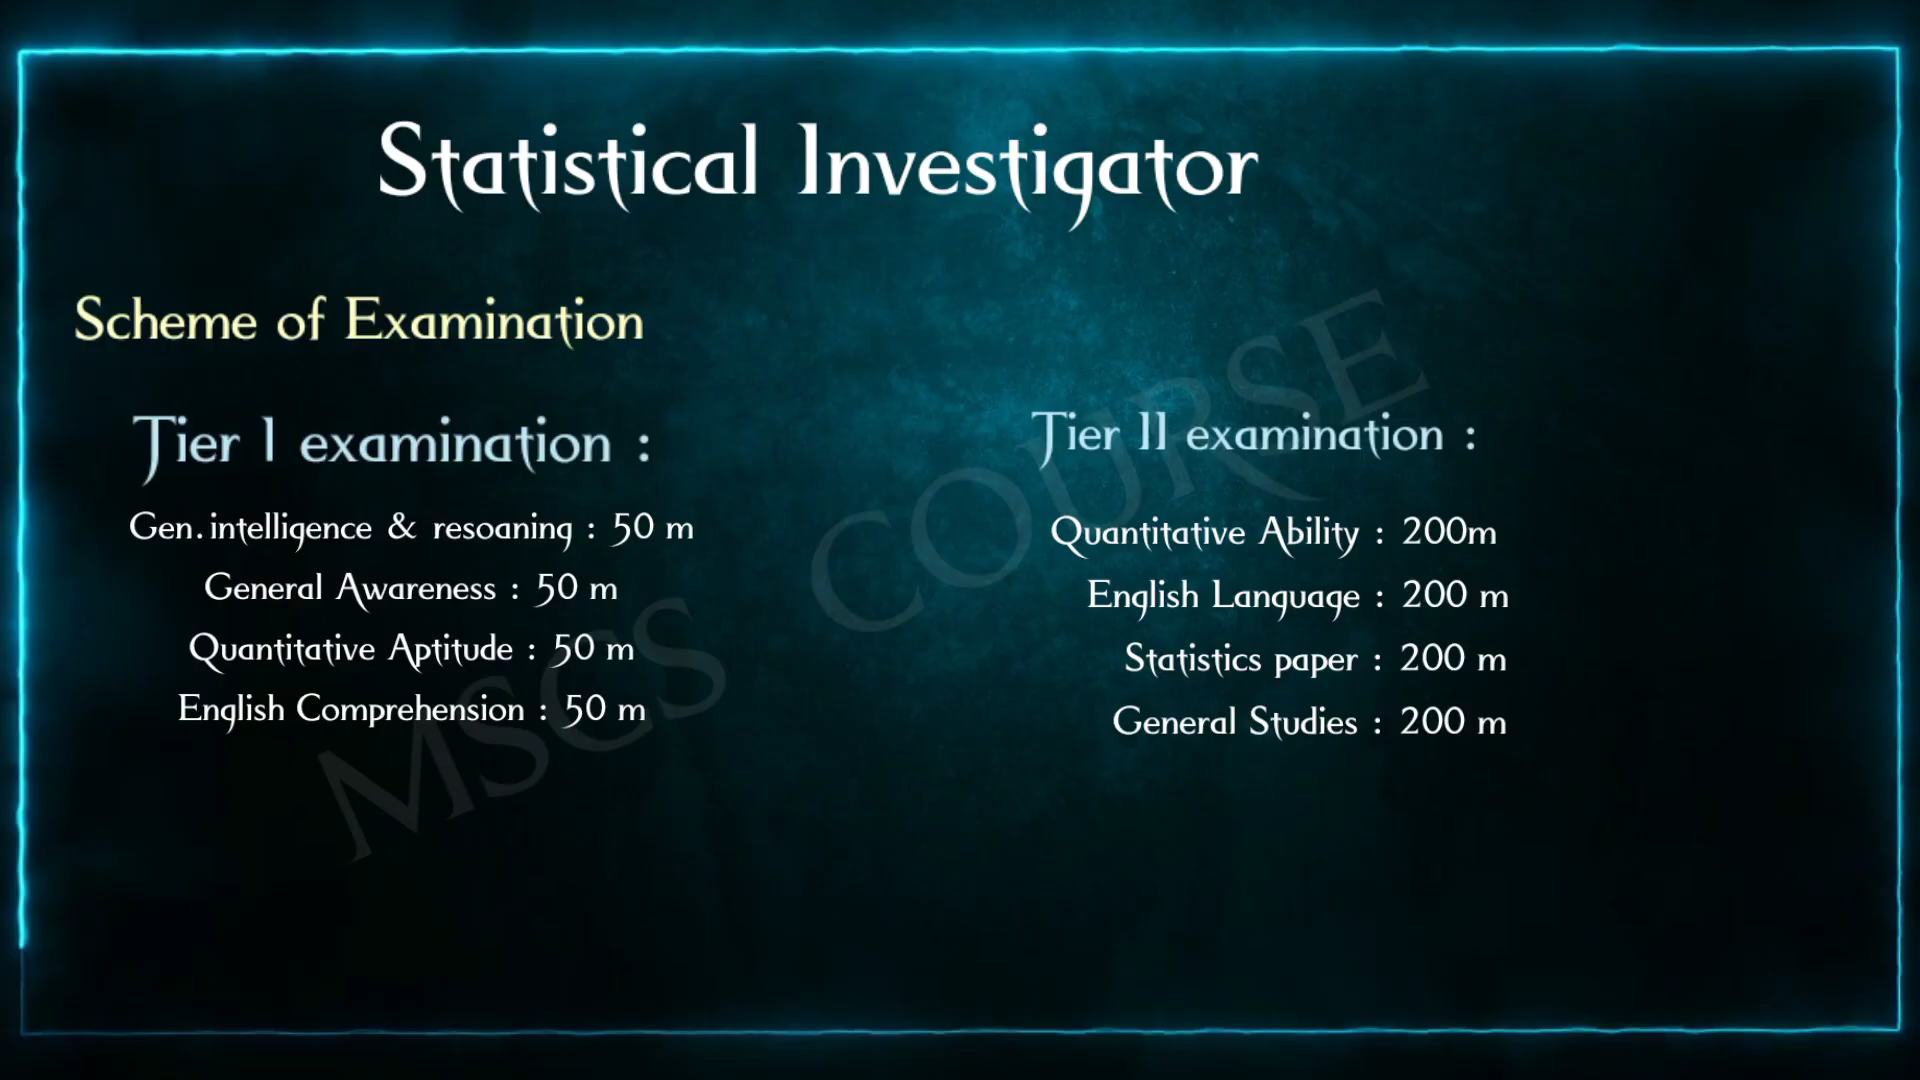 Statistical Investigator
Scheme of Examination
Tier I examination :
Gen. intelligence & resoaning : 50 m
General Awareness : 50 m
Quantitative Aptitude : 50 m
English Comprehension : 50 m
Tier II examination :
Quantitative Ability : 200m
English Language : 200 m
Statistics paper : 200 m
General Studies : 200 m
MSCS COURSE